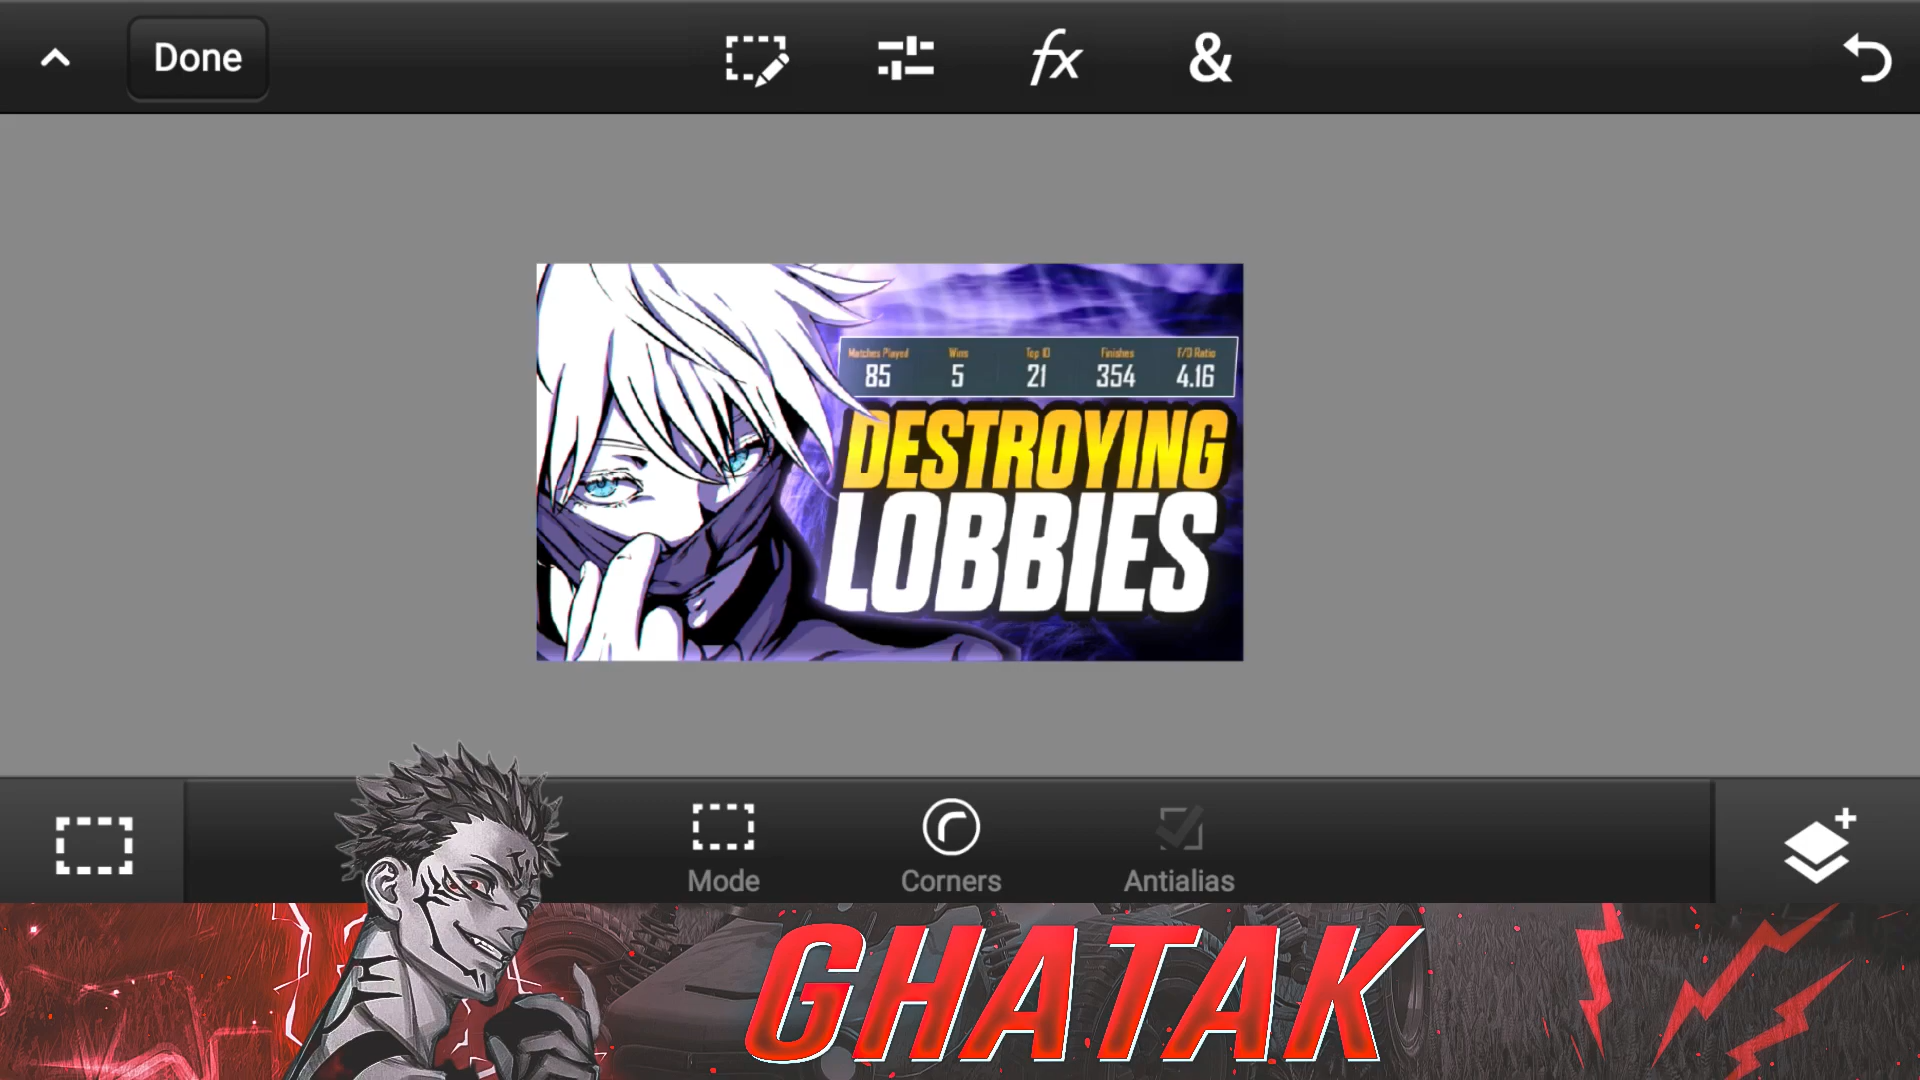 Done
fx
&
Matches Played Wins Top 10 Finishes F/D Ratio
85 5 21 354 4.16
DESTROYING
LOBBIES
Mode Corners Antialias
GHATAK